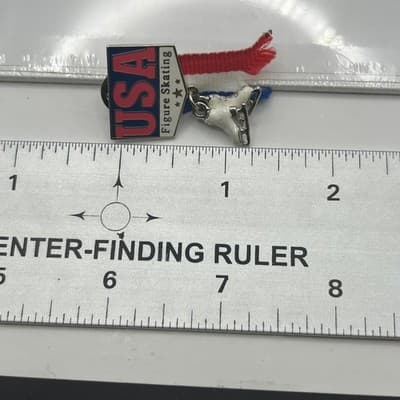 USA
Figure Skating
1 1 2
ENTER-FINDING RULER
5 6 7 8